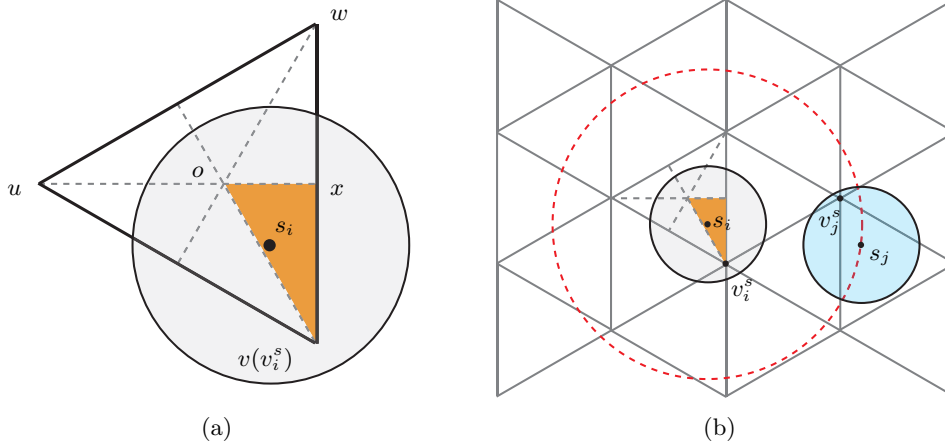 w
u
o
x
s_i
v(v_i^s)
(a)
s_i
v_i^s
v_j^s
s_j
(b)